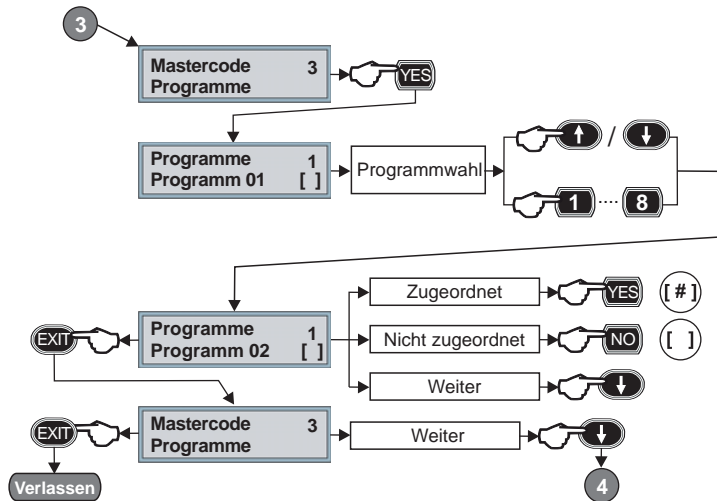 3
Mastercode 3
Programme
YES
Programme 1
Programm 01 [ ]
Programmwahl
/
1 .... 8
Zugeordnet
YES
[ # ]
EXIT
Programme 1
Programm 02 [ ]
Nicht zugeordnet
NO
[ ]
Weiter
EXIT
Mastercode 3
Programme
Weiter
Verlassen
4